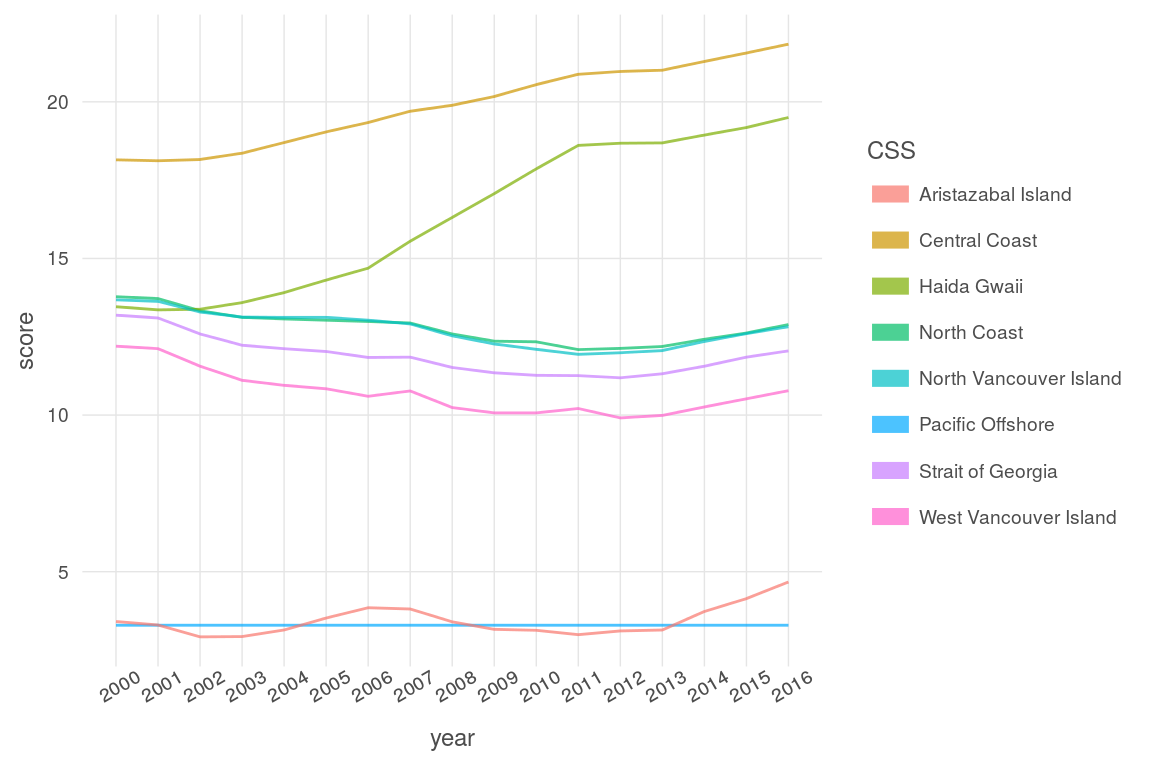 20
15
10
5
score
2000 2001 2002 2003 2004 2005 2006 2007 2008 2009 2010 2011 2012 2013 2014 2015 2016
year
CSS
Aristazabal Island
Central Coast
Haida Gwaii
North Coast
North Vancouver Island
Pacific Offshore
Strait of Georgia
West Vancouver Island